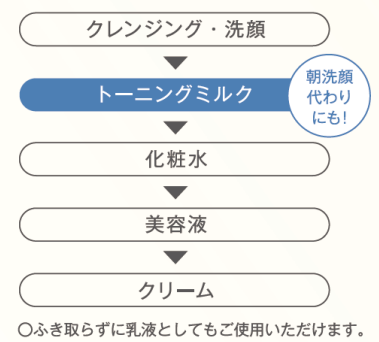 クレンジング・洗顔
トーニングミルク
朝洗顔
代わり
にも!
化粧水
美容液
クリーム
〇ふき取らずに乳液としてもご使用いただけます。